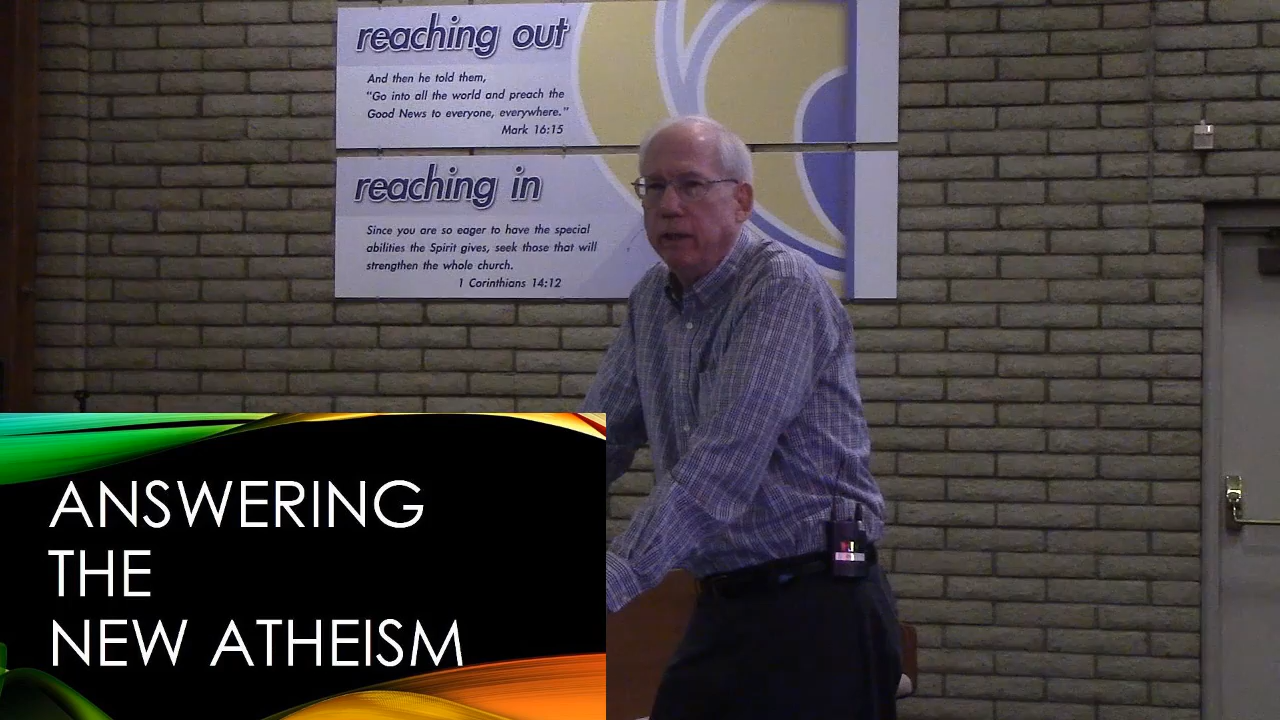 reaching out
And then he told them,
“Go into all the world and preach the
Good News to everyone, everywhere.”
Mark 16:15
reaching in
Since you are so eager to have the special
abilities the Spirit gives, seek those that will
strengthen the whole church.
1 Corinthians 14:12
ANSWERING
THE
NEW ATHEISM